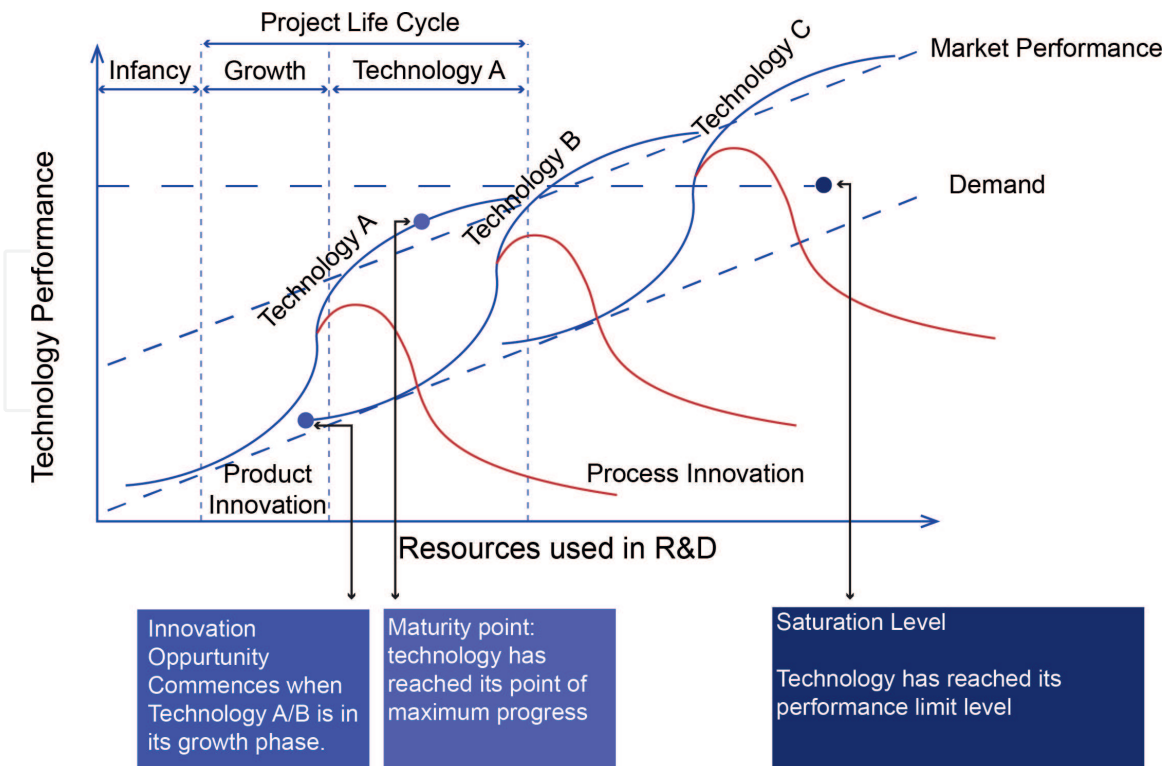 Project Life Cycle
Infancy
Growth
Technology A
Technology C
Market Performance
Technology B
Demand
Technology A
Technology Performance
Product
Innovation
Process Innovation
Resources used in R&D
Innovation
Oppurtunity
Commences when
Technology A/B is in
its growth phase.
Maturity point:
technology has
reached its point of
maximum progress
Saturation Level
Technology has reached its
performance limit level